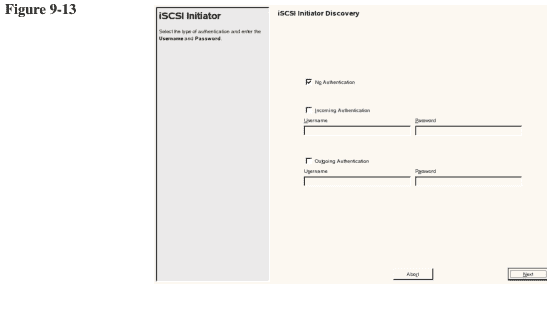 Figure 9-13
iSCSI Initiator
Select the type of authentication and enter the
Username and Password
iSCSI Initiator Discovery
No Authentication
Incoming Authentication
Username
Password
Outgoing Authentication
Username
Password
Abort
Next